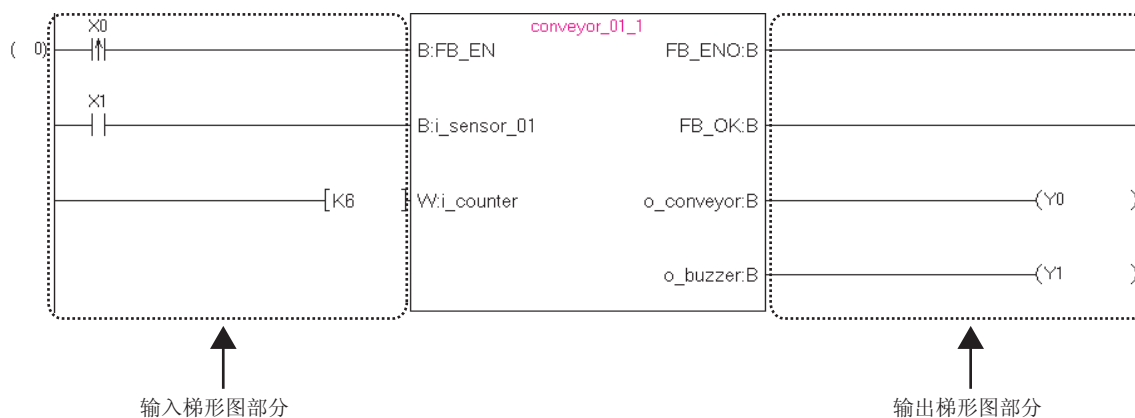 conveyor_01_1
X0
( 0) B:FB_EN FB_ENO:B
X1
B:i_sensor_01 FB_OK:B
[K6 ] W:i_counter o_conveyor:B (Y0 )
o_buzzer:B (Y1 )
输入梯形图部分 输出梯形图部分